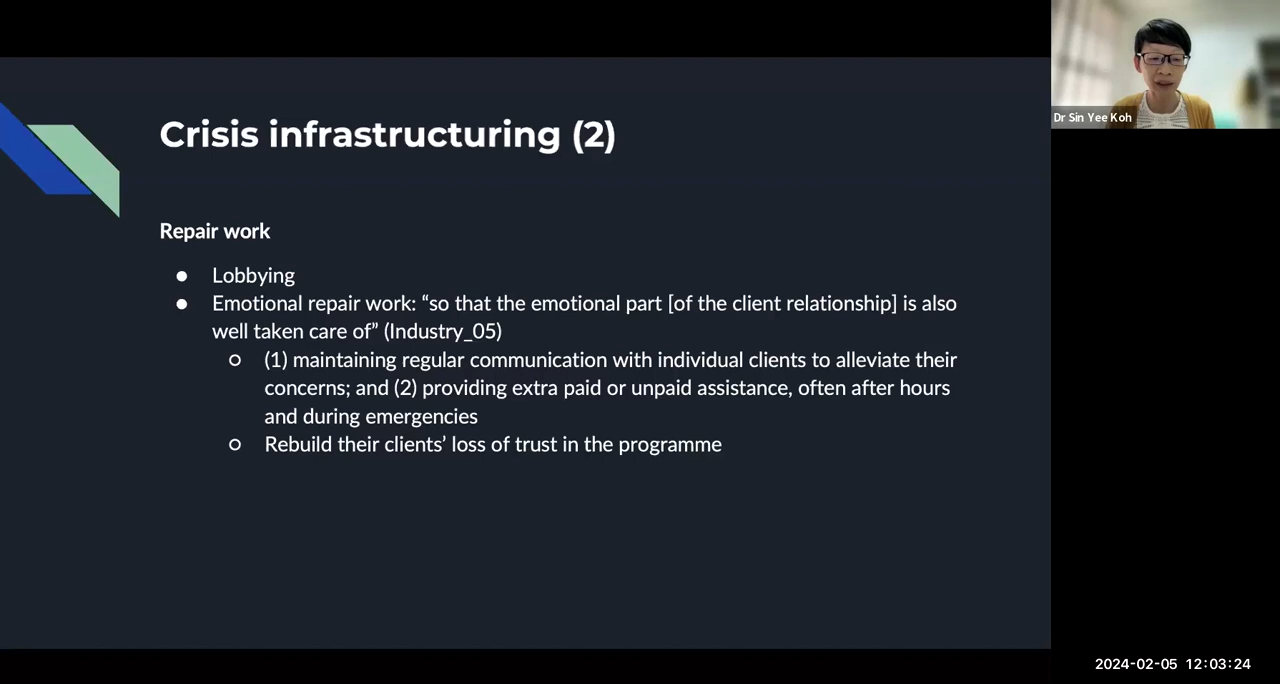 Crisis infrastructuring (2)
Repair work
● Lobbying
● Emotional repair work: “so that the emotional part [of the client relationship] is also
well taken care of” (Industry_05)
○ (1) maintaining regular communication with individual clients to alleviate their
concerns; and (2) providing extra paid or unpaid assistance, often after hours
and during emergencies
○ Rebuild their clients’ loss of trust in the programme
Dr Sin Yee Koh
2024-02-05 12:03:24